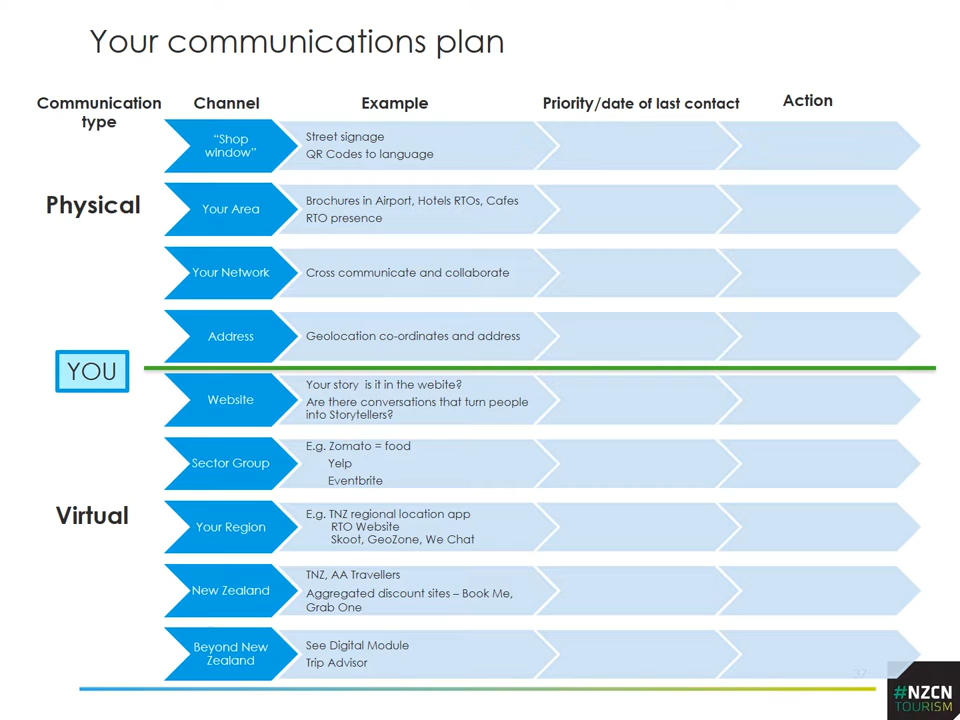 Your communications plan
Communication
type
Channel
Example
Priority/date of last contact
Action
Physical
“Shop
window”
Street signage
QR Codes to language
Your Area
Brochures in Airport, Hotels RTOs, Cafes
RTO presence
Your Network
Cross communicate and collaborate
Address
Geolocation co-ordinates and address
YOU
Website
Your story is it in the webite?
Are there conversations that turn people
into Storytellers?
Virtual
Sector Group
E.g. Zomato = food
Yelp
Eventbrite
Your Region
E.g. TNZ regional location app
RTO Website
Skoot, GeoZone, We Chat
New Zealand
TNZ, AA Travellers
Aggregated discount sites – Book Me,
Grab One
Beyond New
Zealand
See Digital Module
Trip Advisor
37
#NZCN
TOURISM